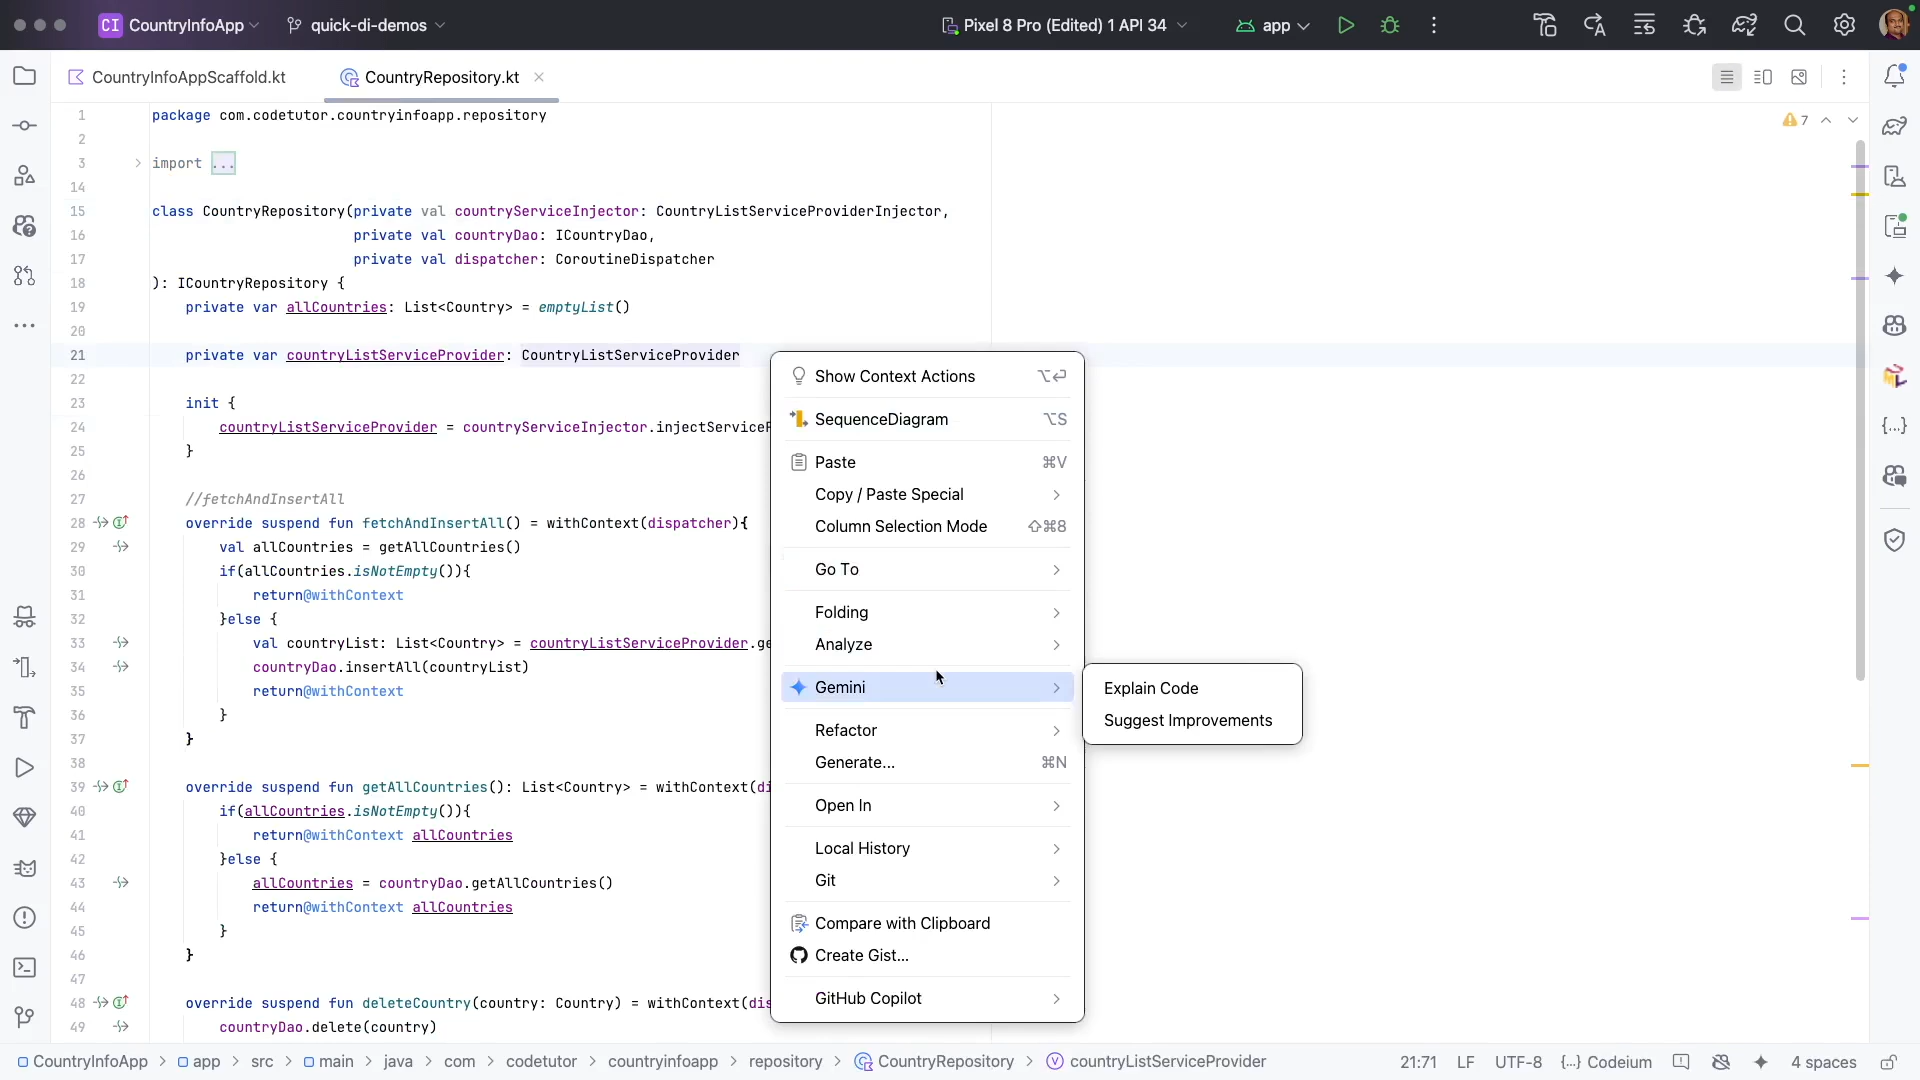 CI CountryInfoApp
quick-di-demos
Pixel 8 Pro (Edited) 1 API 34
app
CountryInfoAppScaffold.kt
CountryRepository.kt
7
1 package com.codetutor.countryinfoapp.repository
2
3 import ...
14
15 class CountryRepository(private val countryServiceInjector: CountryListServiceProviderInjector,
16 private val countryDao: ICountryDao,
17 private val dispatcher: CoroutineDispatcher
18 ): ICountryRepository {
19 private var allCountries: List<Country> = emptyList()
20
21 private var countryListServiceProvider: CountryListServiceProvider
22
23 init {
24 countryListServiceProvider = countryServiceInjector.injectServiceP
25 }
26
27 //fetchAndInsertAll
28 override suspend fun fetchAndInsertAll() = withContext(dispatcher){
29 val allCountries = getAllCountries()
30 if(allCountries.isNotEmpty()){
31 return@withContext
32 }else {
33 val countryList: List<Country> = countryListServiceProvider.ge
34 countryDao.insertAll(countryList)
35 return@withContext
36 }
37 }
38
39 override suspend fun getAllCountries(): List<Country> = withContext(di
40 if(allCountries.isNotEmpty()){
41 return@withContext allCountries
42 }else {
43 allCountries = countryDao.getAllCountries()
44 return@withContext allCountries
45 }
46 }
47
48 override suspend fun deleteCountry(country: Country) = withContext(dis
49 countryDao.delete(country)
Show Context Actions ⌥⏎
SequenceDiagram ⌥S
Paste ⌘V
Copy / Paste Special
Column Selection Mode ⇧⌘8
Go To
Folding
Analyze
Gemini
Explain Code
Suggest Improvements
Refactor
Generate... ⌘N
Open In
Local History
Git
Compare with Clipboard
Create Gist...
GitHub Copilot
CountryInfoApp > app > src > main > java > com > codetutor > countryinfoapp > repository > CountryRepository > countryListServiceProvider
21:71 LF UTF-8 {...} Codeium 4 spaces